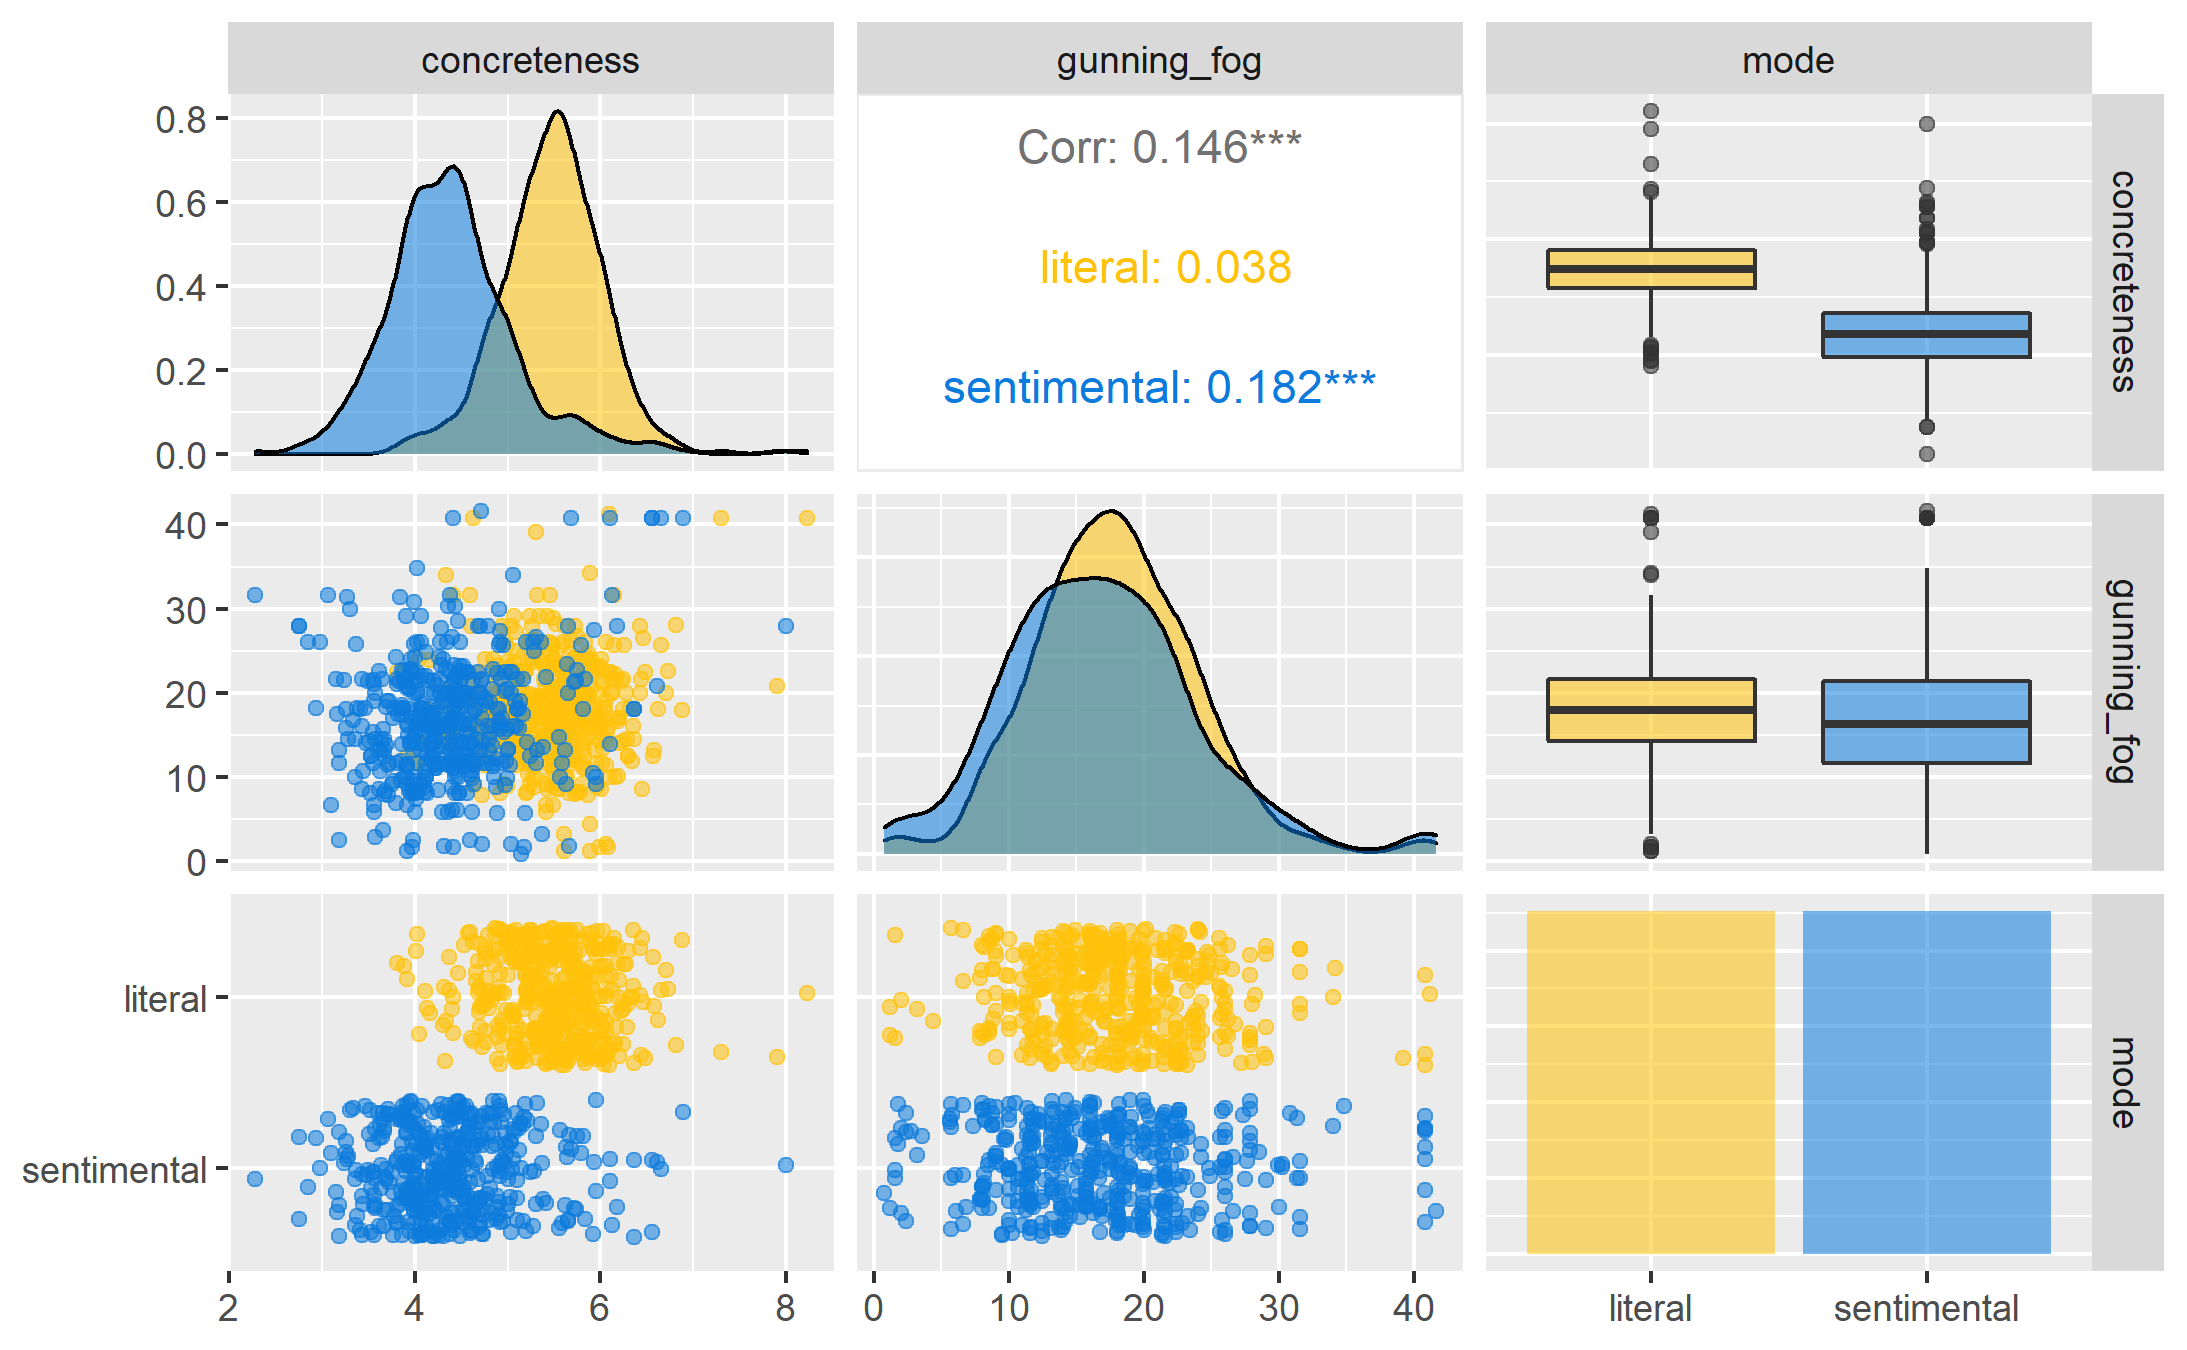 concreteness
gunning_fog
mode
0.8
0.6
0.4
0.2
0.0
Corr: 0.146***
literal: 0.038
sentimental: 0.182***
concreteness
40
30
20
10
0
gunning_fog
literal
sentimental
mode
2 4 6 8
0 10 20 30 40
literal sentimental